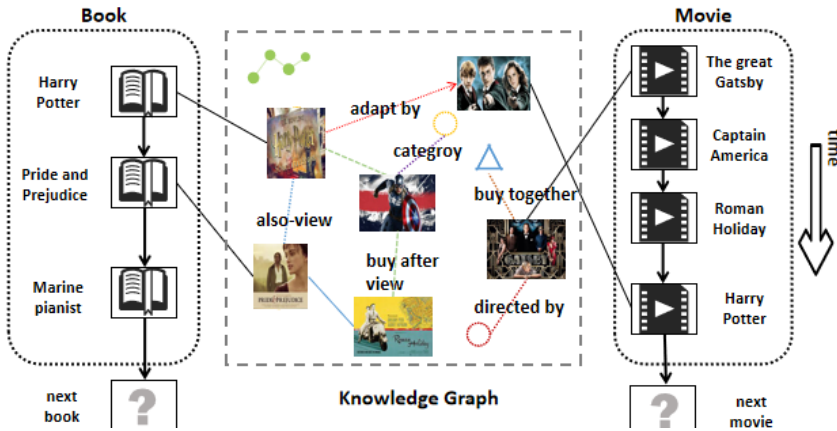 Book
Movie
Harry
Potter
Pride and
Prejudice
Marine
pianist
next
book
adapt by
categroy
buy together
also-view
buy after
view
directed by
Knowledge Graph
The great
Gatsby
Captain
America
Roman
Holiday
Harry
Potter
next
movie
time